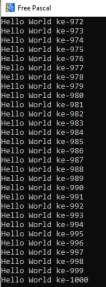 Free Pascal
Hello World ke-972
Hello World ke-973
Hello World ke-974
Hello World ke-975
Hello World ke-976
Hello World ke-977
Hello World ke-978
Hello World ke-979
Hello World ke-980
Hello World ke-981
Hello World ke-982
Hello World ke-983
Hello World ke-984
Hello World ke-985
Hello World ke-986
Hello World ke-987
Hello World ke-988
Hello World ke-989
Hello World ke-990
Hello World ke-991
Hello World ke-992
Hello World ke-993
Hello World ke-994
Hello World ke-995
Hello World ke-996
Hello World ke-997
Hello World ke-998
Hello World ke-999
Hello World ke-1000